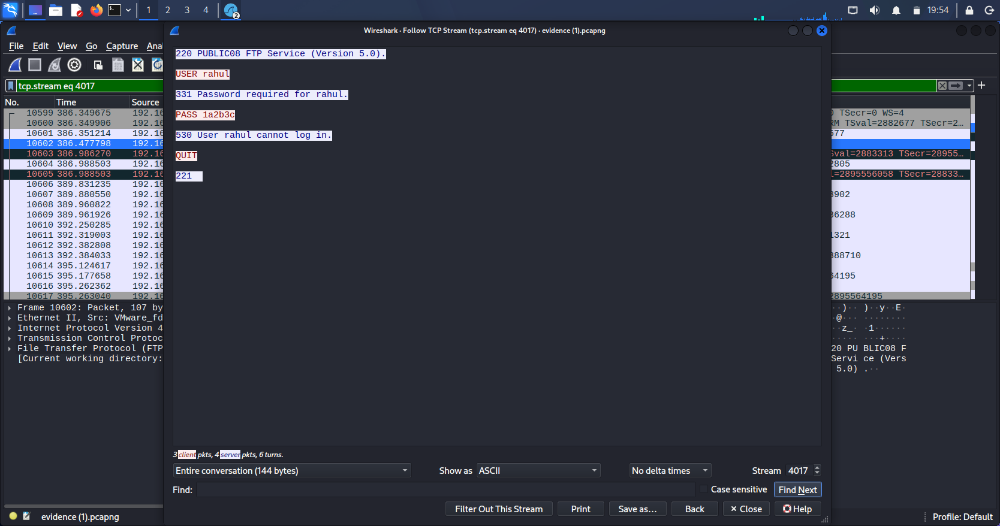 1 2 3 4 2 19:54
Wireshark · Follow TCP Stream (tcp.stream eq 4017) · evidence (1).pcapng
File Edit View Go Capture Ana
tcp.stream eq 4017
No. Time Source
10599 386.349675 192.16
10600 386.349906 192.16
10601 386.351214 192.16
10602 386.477798 192.16
10603 386.986270 192.16
10604 386.988503 192.16
10605 386.988503 192.16
10606 389.831235 192.16
10607 389.880550 192.16
10608 389.960822 192.16
10609 389.961926 192.16
10610 392.250285 192.16
10611 392.319003 192.16
10612 392.382808 192.16
10613 392.384033 192.16
10614 395.124617 192.16
10615 395.177658 192.16
10616 395.262362 192.16
10617 395.263040 192.16
Frame 10602: Packet, 107 by
Ethernet II, Src: VMware_fd
Internet Protocol Version 4
Transmission Control Protoc
File Transfer Protocol (FTP
[Current working directory:
220 PUBLIC08 FTP Service (Version 5.0).
USER rahul
331 Password required for rahul.
PASS 1a2b3c
530 User rahul cannot log in.
QUIT
221
3 client pkts, 4 server pkts, 6 turns.
Entire conversation (144 bytes) Show as ASCII No delta times Stream 4017
Find: Case sensitive Find Next
Filter Out This Stream Print Save as… Back Close Help
0 TSecr=0 WS=4
RM TSval=2882677 TSecr=2…
677
Sval=2883313 TSecr=28955…
2805
l=2895556058 TSecr=28833…
3902
36288
1321
388710
64195
2895564195
··)·· )··y··E·
·@··· ········
··z_· ·1······
····· ···+····
20 PU BLIC08 F
Servi ce (Vers
5.0) .··
evidence (1).pcapng Profile: Default